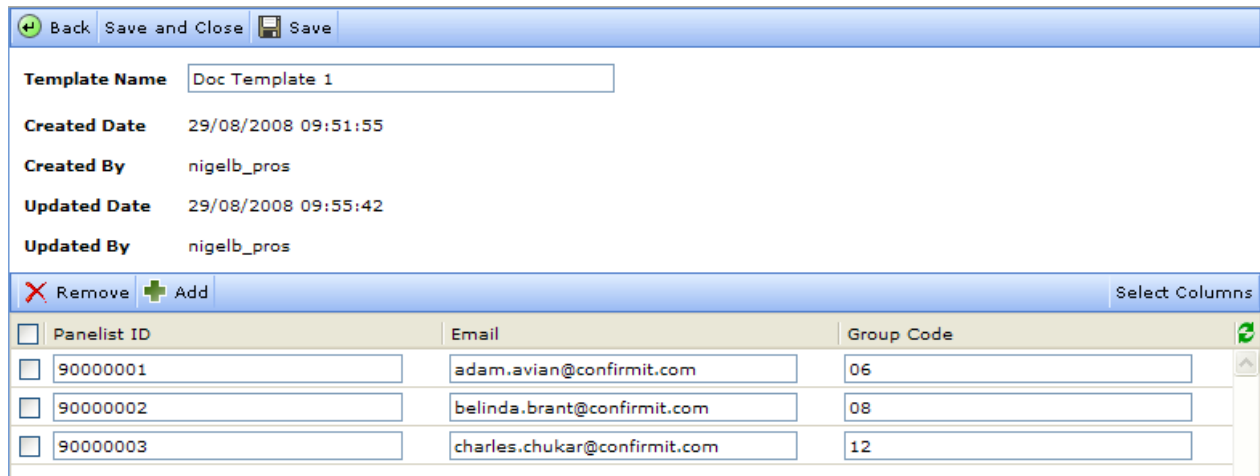 Back Save and Close Save
Template Name Doc Template 1
Created Date 29/08/2008 09:51:55
Created By nigelb_pros
Updated Date 29/08/2008 09:55:42
Updated By nigelb_pros
Remove Add Select Columns
Panelist ID Email Group Code
90000001 adam.avian@confirmit.com 06
90000002 belinda.brant@confirmit.com 08
90000003 charles.chukar@confirmit.com 12